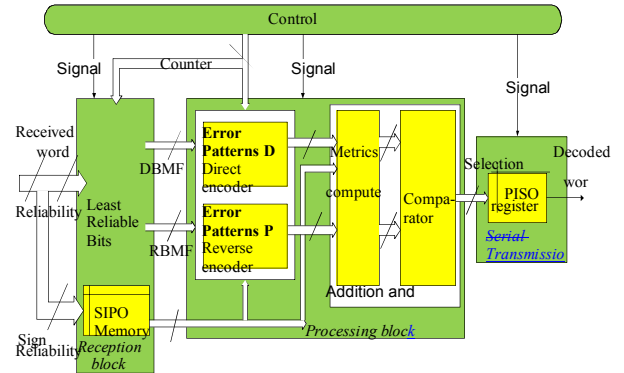 Control
Signal
Counter
Signal
Signal
Received
word
Reliability
Least
Reliable
Bits
DBMF
RBMF
Error
Patterns D
Direct
encoder
Error
Patterns P
Reverse
encoder
Metrics
compute
Compa-
rator
Addition and
Selection
PISO
register
Serial
Transmissio
Decoded
wor
SIPO
Memory
Sign
Reliability
Reception
block
Processing block